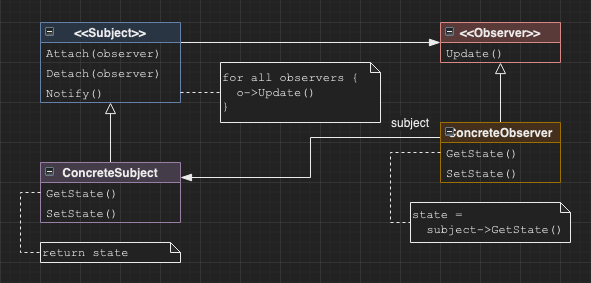 <<Subject>>
Attach(observer)
Detach(observer)
Notify()
<<Observer>>
Update()
for all observers {
o->Update()
}
subject
ConcreteSubject
GetState()
SetState()
ConcreteObserver
GetState()
SetState()
return state
state =
subject->GetState()